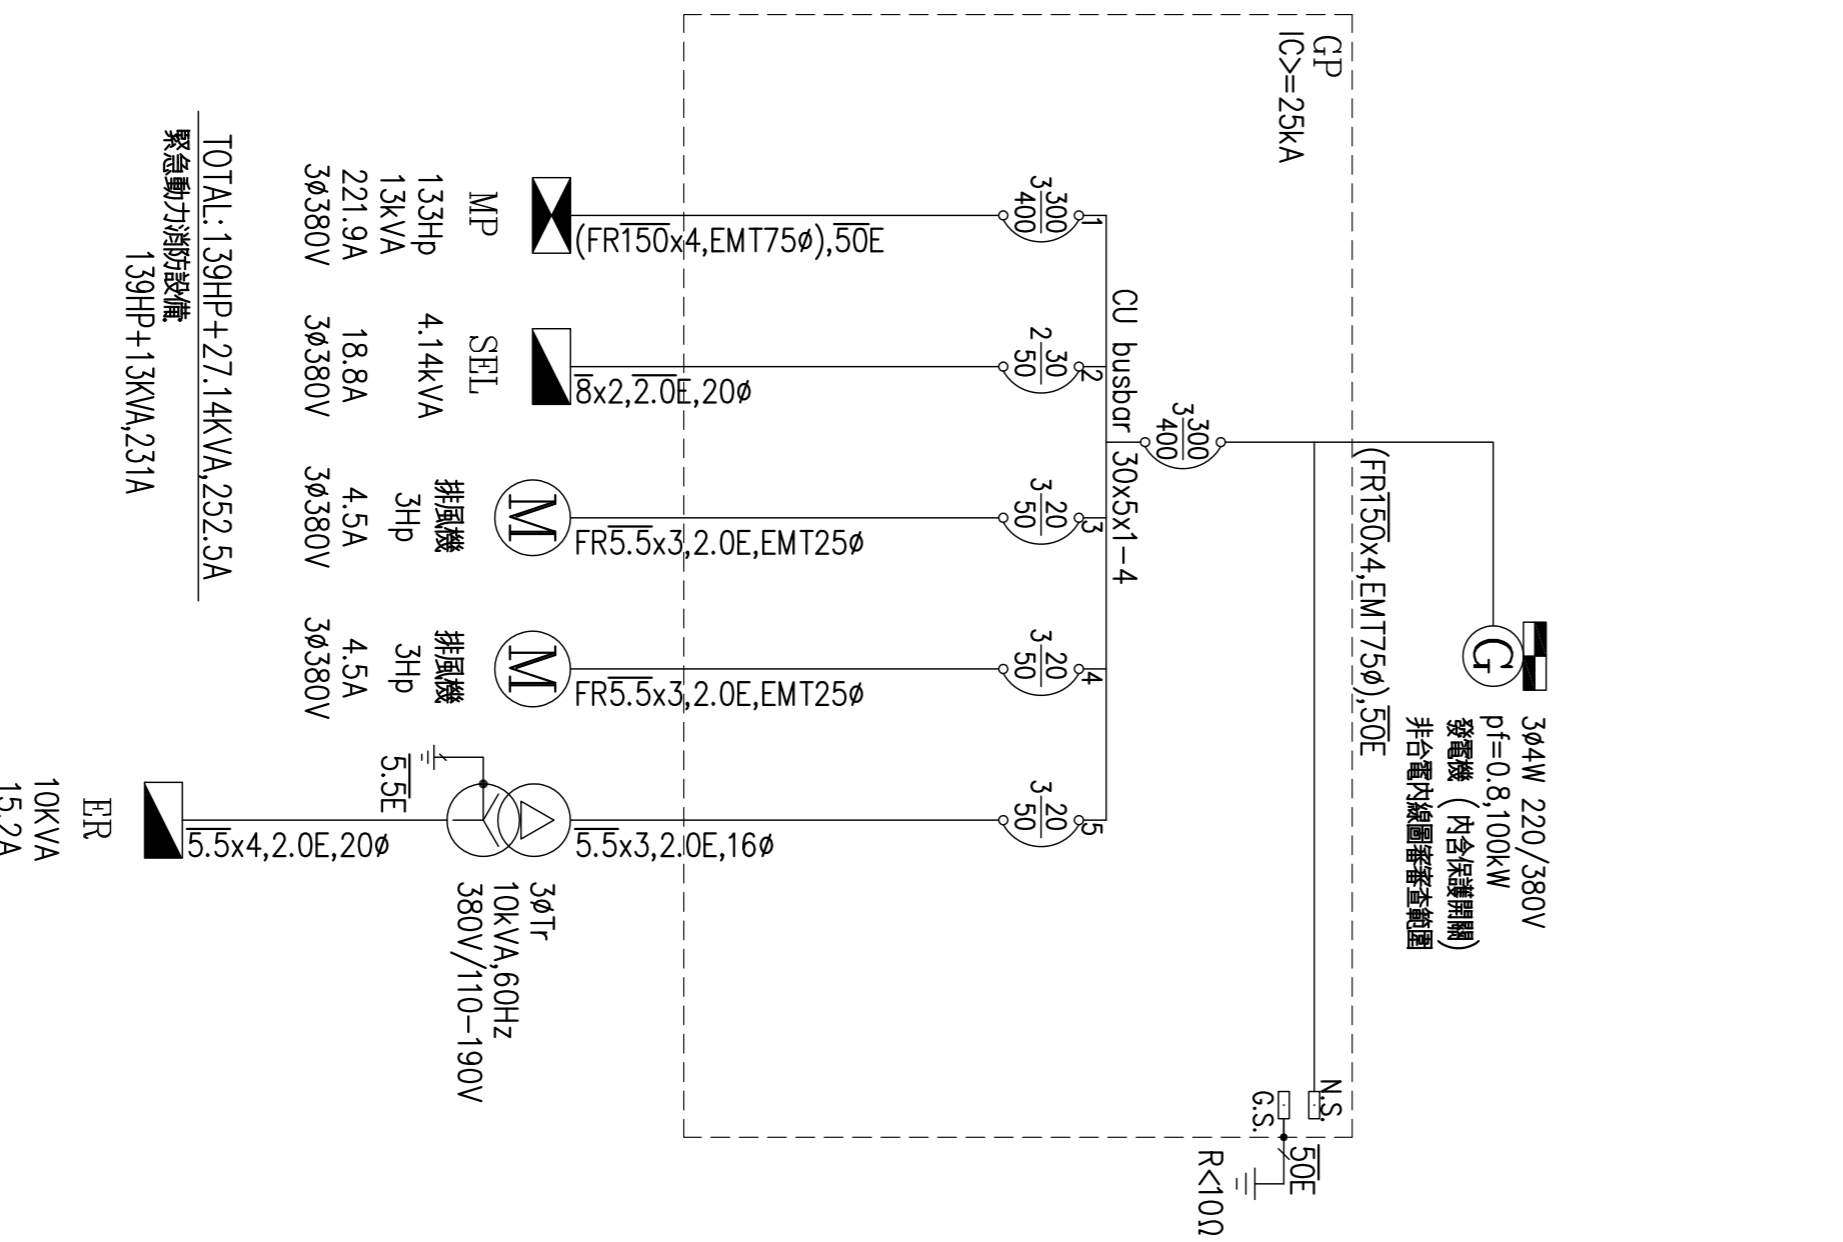 3ø4W 220/380V
pf=0.8,100kW
發電機 (內含保護開關)
非台電內線圖審審查範圍
G
(FR150x4,EMT75ø),50E
GP
IC>=25kA
N.S.
G.S.
50E
R<10Ω
3 300
400
CU busbar 30x5x1-4
1
3 300
400
2
2 30
50
3
3 20
50
4
3 20
50
5
3 20
50
(FR150x4,EMT75ø),50E
8x2,2.0E,20ø
FR5.5x3,2.0E,EMT25ø
FR5.5x3,2.0E,EMT25ø
5.5x3,2.0E,16ø
MP
133Hp
13kVA
221.9A
3ø380V
SEL
4.14kVA
18.8A
3ø380V
M
排風機
3Hp
4.5A
3ø380V
M
排風機
3Hp
4.5A
3ø380V
3øTr
10kVA,60Hz
380V/110-190V
5.5E
5.5x4,2.0E,20ø
ER
10KVA
15.2A
TOTAL:139HP+27.14KVA,252.5A
緊急動力消防設備
139HP+13KVA,231A